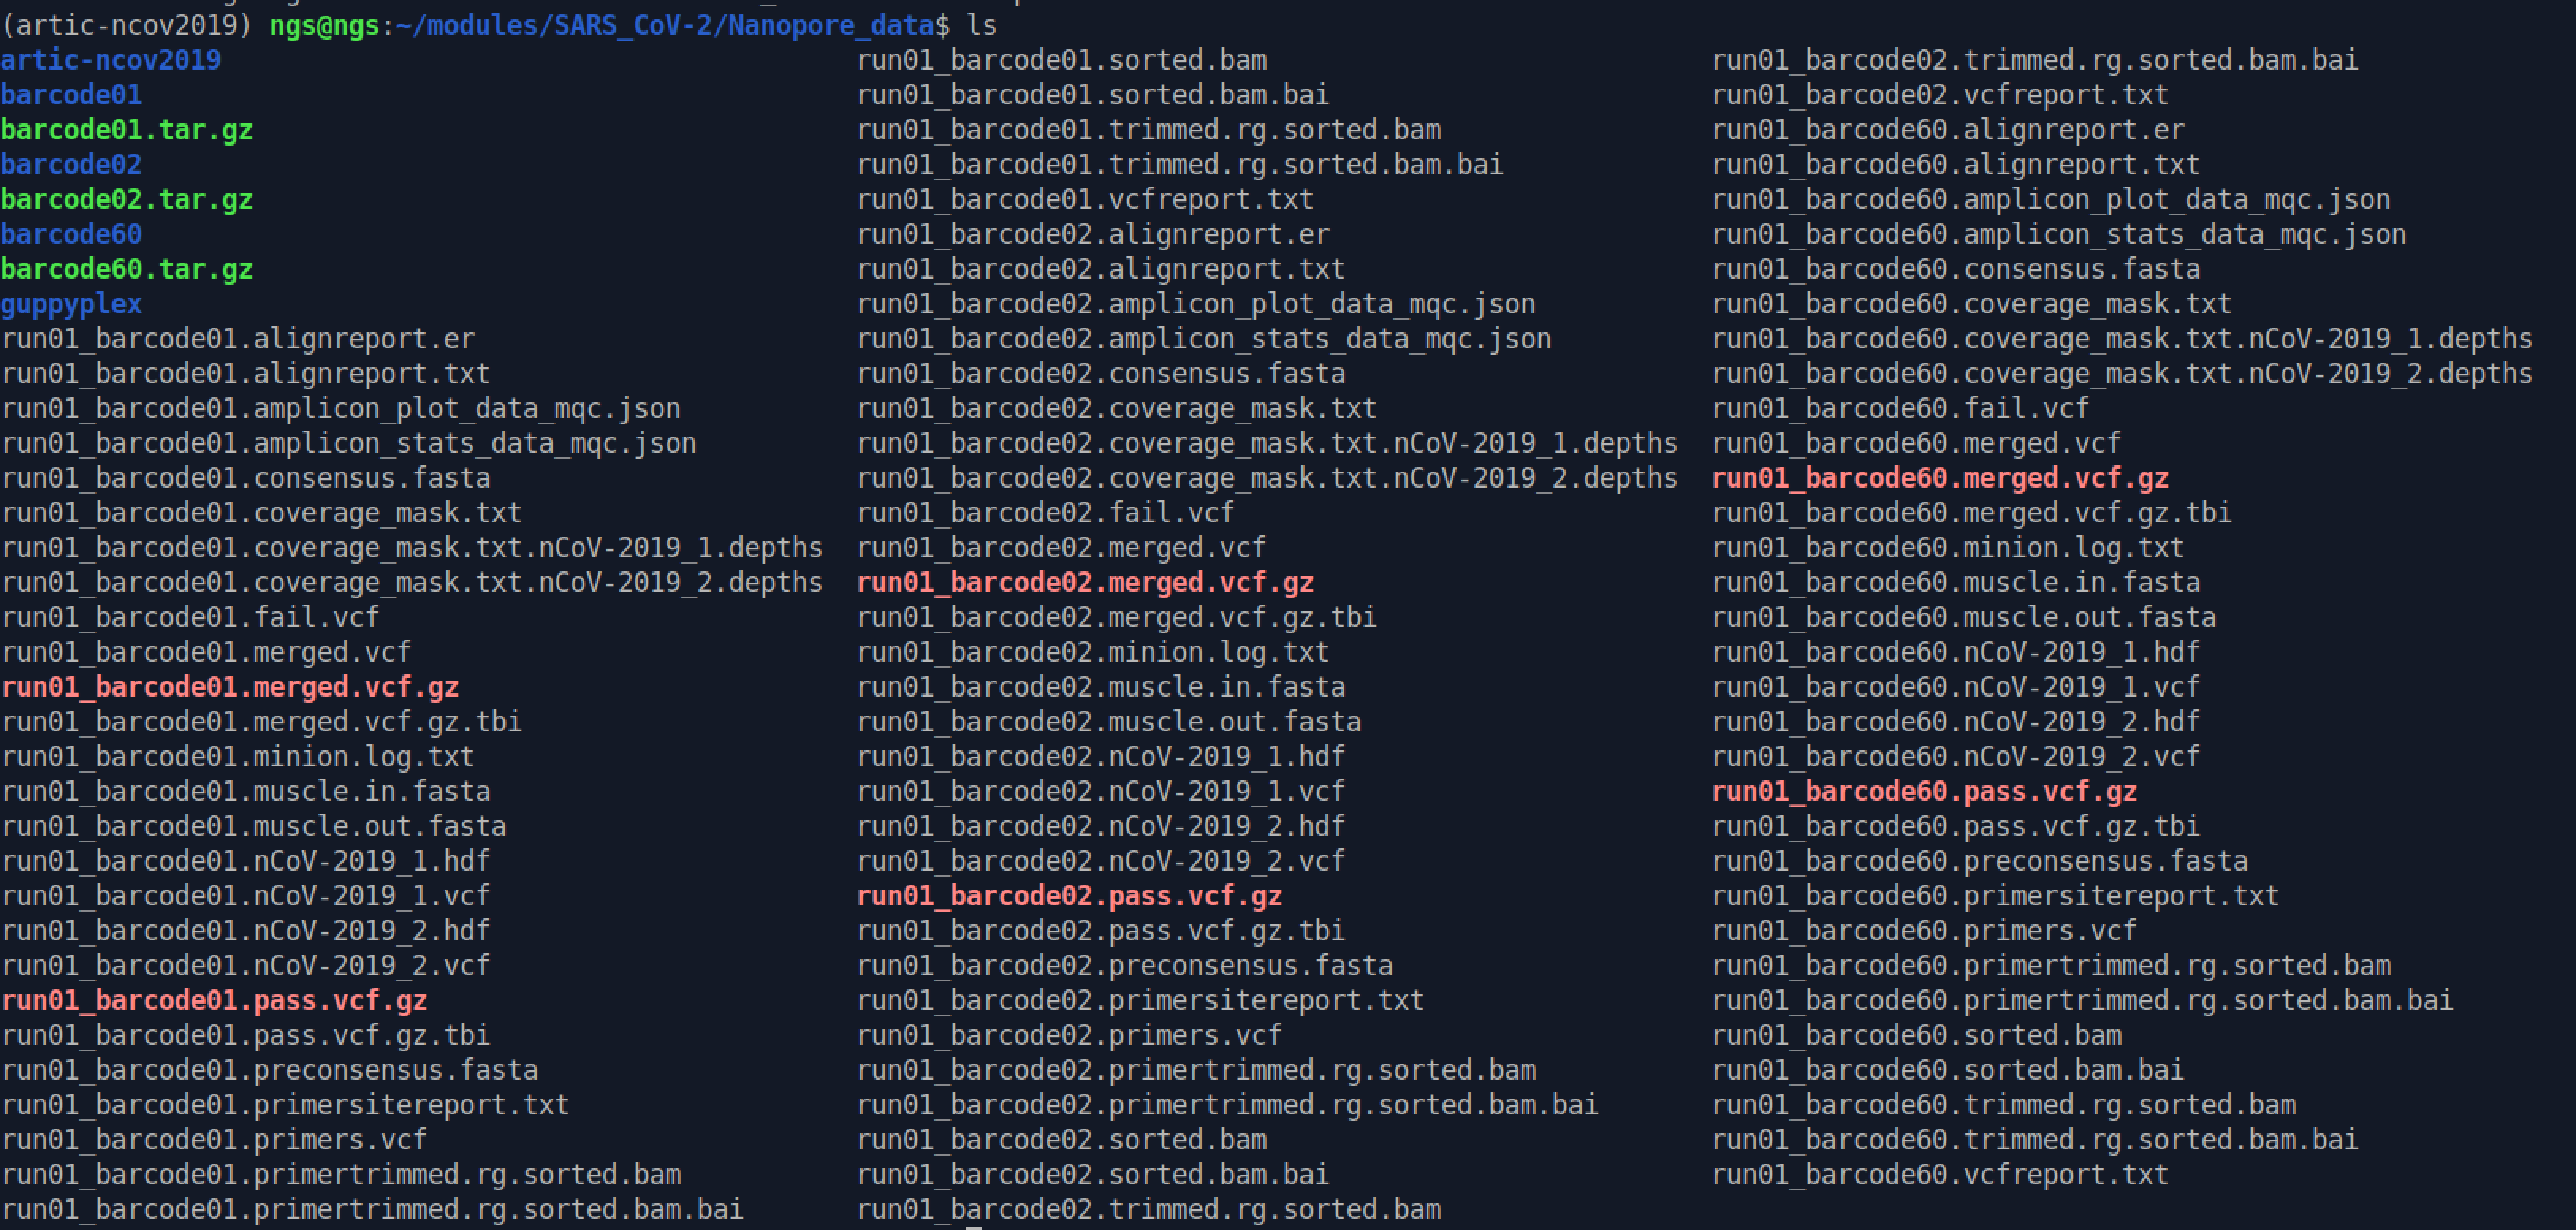 (artic-ncov2019) ngs@ngs:~/modules/SARS_CoV-2/Nanopore_data$ ls
artic-ncov2019 run01_barcode01.sorted.bam run01_barcode02.trimmed.rg.sorted.bam.bai
barcode01 run01_barcode01.sorted.bam.bai run01_barcode02.vcfreport.txt
barcode01.tar.gz run01_barcode01.trimmed.rg.sorted.bam run01_barcode60.alignreport.er
barcode02 run01_barcode01.trimmed.rg.sorted.bam.bai run01_barcode60.alignreport.txt
barcode02.tar.gz run01_barcode01.vcfreport.txt run01_barcode60.amplicon_plot_data_mqc.json
barcode60 run01_barcode02.alignreport.er run01_barcode60.amplicon_stats_data_mqc.json
barcode60.tar.gz run01_barcode02.alignreport.txt run01_barcode60.consensus.fasta
guppyplex run01_barcode02.amplicon_plot_data_mqc.json run01_barcode60.coverage_mask.txt
run01_barcode01.alignreport.er run01_barcode02.amplicon_stats_data_mqc.json run01_barcode60.coverage_mask.txt.nCoV-2019_1.depths
run01_barcode01.alignreport.txt run01_barcode02.consensus.fasta run01_barcode60.coverage_mask.txt.nCoV-2019_2.depths
run01_barcode01.amplicon_plot_data_mqc.json run01_barcode02.coverage_mask.txt run01_barcode60.fail.vcf
run01_barcode01.amplicon_stats_data_mqc.json run01_barcode02.coverage_mask.txt.nCoV-2019_1.depths run01_barcode60.merged.vcf
run01_barcode01.consensus.fasta run01_barcode02.coverage_mask.txt.nCoV-2019_2.depths run01_barcode60.merged.vcf.gz
run01_barcode01.coverage_mask.txt run01_barcode02.fail.vcf run01_barcode60.merged.vcf.gz.tbi
run01_barcode01.coverage_mask.txt.nCoV-2019_1.depths run01_barcode02.merged.vcf run01_barcode60.minion.log.txt
run01_barcode01.coverage_mask.txt.nCoV-2019_2.depths run01_barcode02.merged.vcf.gz run01_barcode60.muscle.in.fasta
run01_barcode01.fail.vcf run01_barcode02.merged.vcf.gz.tbi run01_barcode60.muscle.out.fasta
run01_barcode01.merged.vcf run01_barcode02.minion.log.txt run01_barcode60.nCoV-2019_1.hdf
run01_barcode01.merged.vcf.gz run01_barcode02.muscle.in.fasta run01_barcode60.nCoV-2019_1.vcf
run01_barcode01.merged.vcf.gz.tbi run01_barcode02.muscle.out.fasta run01_barcode60.nCoV-2019_2.hdf
run01_barcode01.minion.log.txt run01_barcode02.nCoV-2019_1.hdf run01_barcode60.nCoV-2019_2.vcf
run01_barcode01.muscle.in.fasta run01_barcode02.nCoV-2019_1.vcf run01_barcode60.pass.vcf.gz
run01_barcode01.muscle.out.fasta run01_barcode02.nCoV-2019_2.hdf run01_barcode60.pass.vcf.gz.tbi
run01_barcode01.nCoV-2019_1.hdf run01_barcode02.nCoV-2019_2.vcf run01_barcode60.preconsensus.fasta
run01_barcode01.nCoV-2019_1.vcf run01_barcode02.pass.vcf.gz run01_barcode60.primersitereport.txt
run01_barcode01.nCoV-2019_2.hdf run01_barcode02.pass.vcf.gz.tbi run01_barcode60.primers.vcf
run01_barcode01.nCoV-2019_2.vcf run01_barcode02.preconsensus.fasta run01_barcode60.primertrimmed.rg.sorted.bam
run01_barcode01.pass.vcf.gz run01_barcode02.primersitereport.txt run01_barcode60.primertrimmed.rg.sorted.bam.bai
run01_barcode01.pass.vcf.gz.tbi run01_barcode02.primers.vcf run01_barcode60.sorted.bam
run01_barcode01.preconsensus.fasta run01_barcode02.primertrimmed.rg.sorted.bam run01_barcode60.sorted.bam.bai
run01_barcode01.primersitereport.txt run01_barcode02.primertrimmed.rg.sorted.bam.bai run01_barcode60.trimmed.rg.sorted.bam
run01_barcode01.primers.vcf run01_barcode02.sorted.bam run01_barcode60.trimmed.rg.sorted.bam.bai
run01_barcode01.primertrimmed.rg.sorted.bam run01_barcode02.sorted.bam.bai run01_barcode60.vcfreport.txt
run01_barcode01.primertrimmed.rg.sorted.bam.bai run01_barcode02.trimmed.rg.sorted.bam